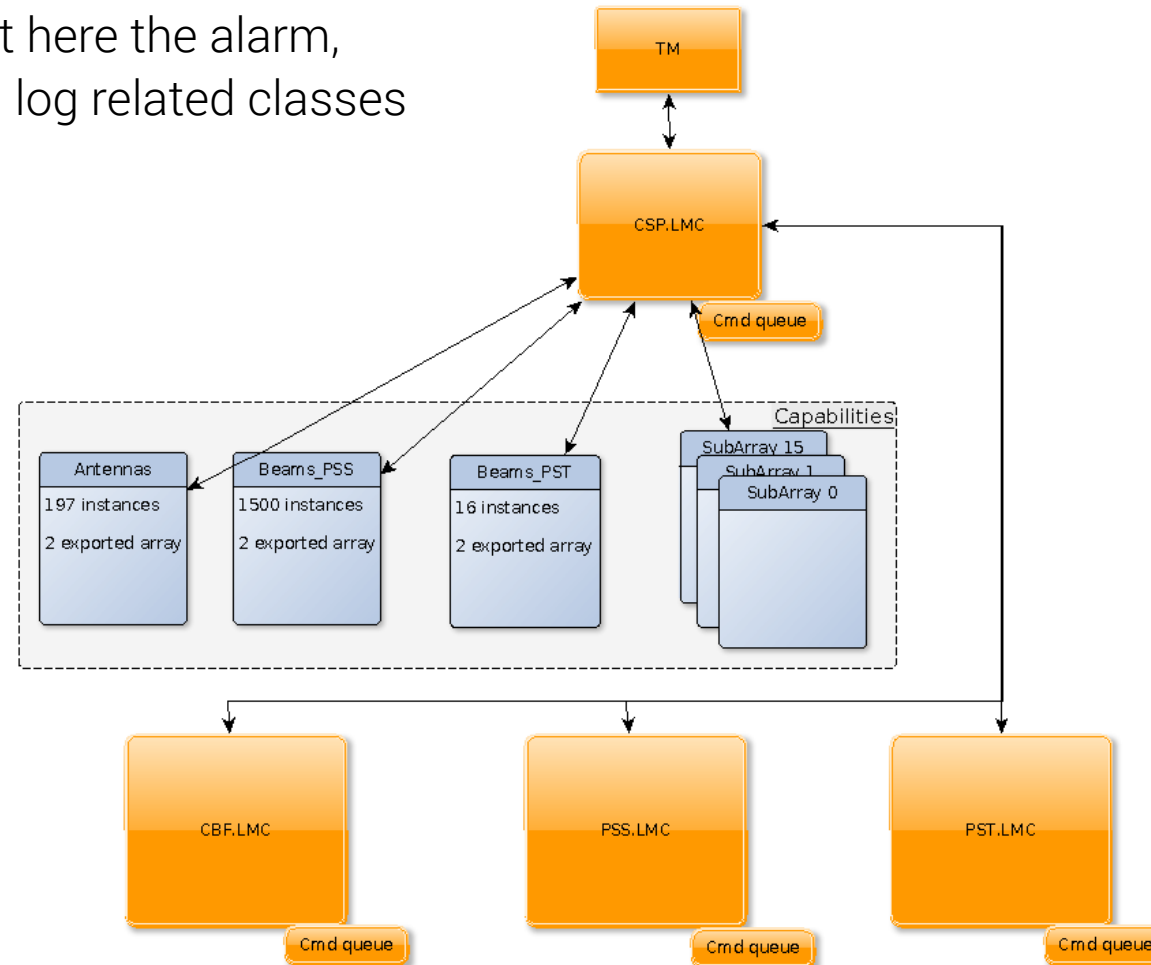 t here the alarm,
log related classes
TM
CSP.LMC
Cmd queue
Capabilities
Antennas
197 instances
2 exported array
Beams_PSS
1500 instances
2 exported array
Beams_PST
16 instances
2 exported array
SubArray 15
SubArray 1
SubArray 0
CBF.LMC
Cmd queue
PSS.LMC
Cmd queue
PST.LMC
Cmd queue